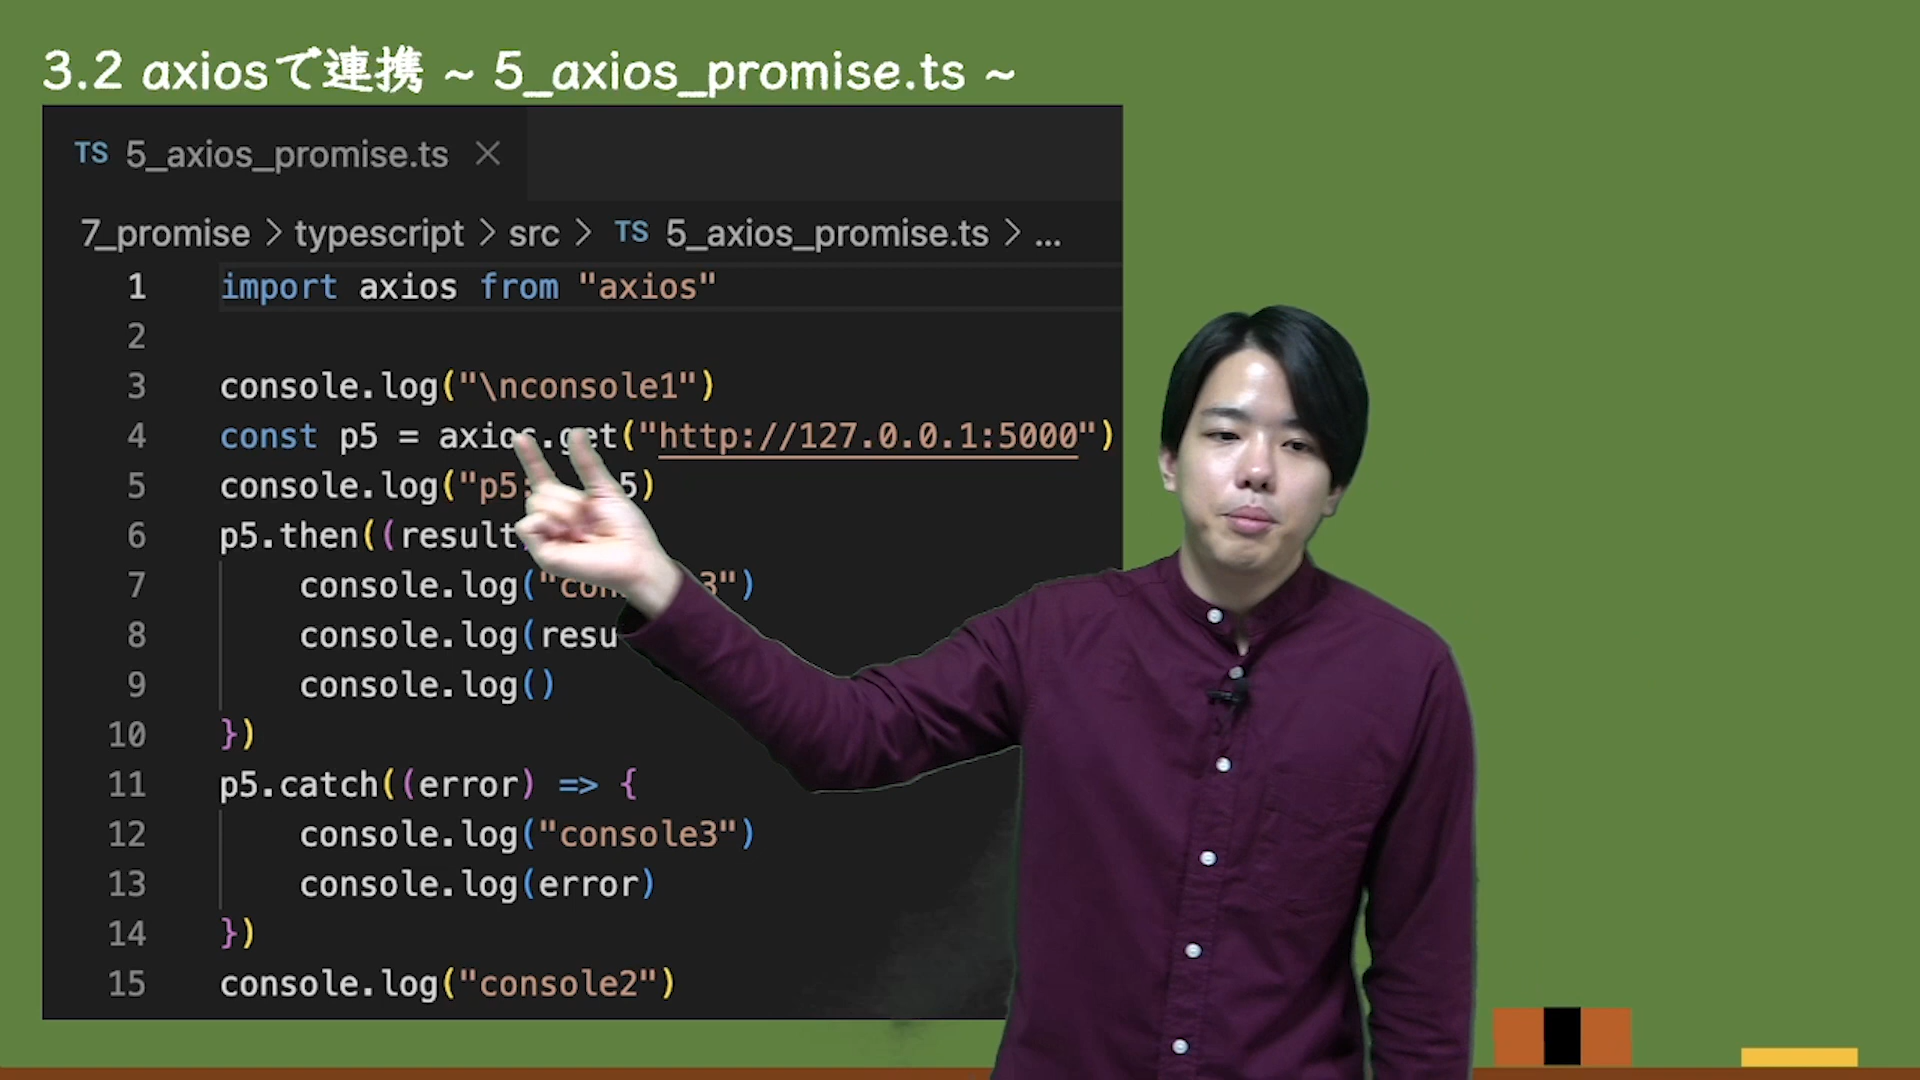 3.2 axiosで連携 ~ 5_axios_promise.ts ~
TS 5_axios_promise.ts ×
7_promise > typescript > src > TS 5_axios_promise.ts > ...
1 import axios from "axios"
2
3 console.log("\nconsole1")
4 const p5 = axios.get("http://127.0.0.1:5000")
5 console.log("p5: 5)
6 p5.then((result)
7 console.log("con 3")
8 console.log(resu
9 console.log()
10 })
11 p5.catch((error) => {
12 console.log("console3")
13 console.log(error)
14 })
15 console.log("console2")